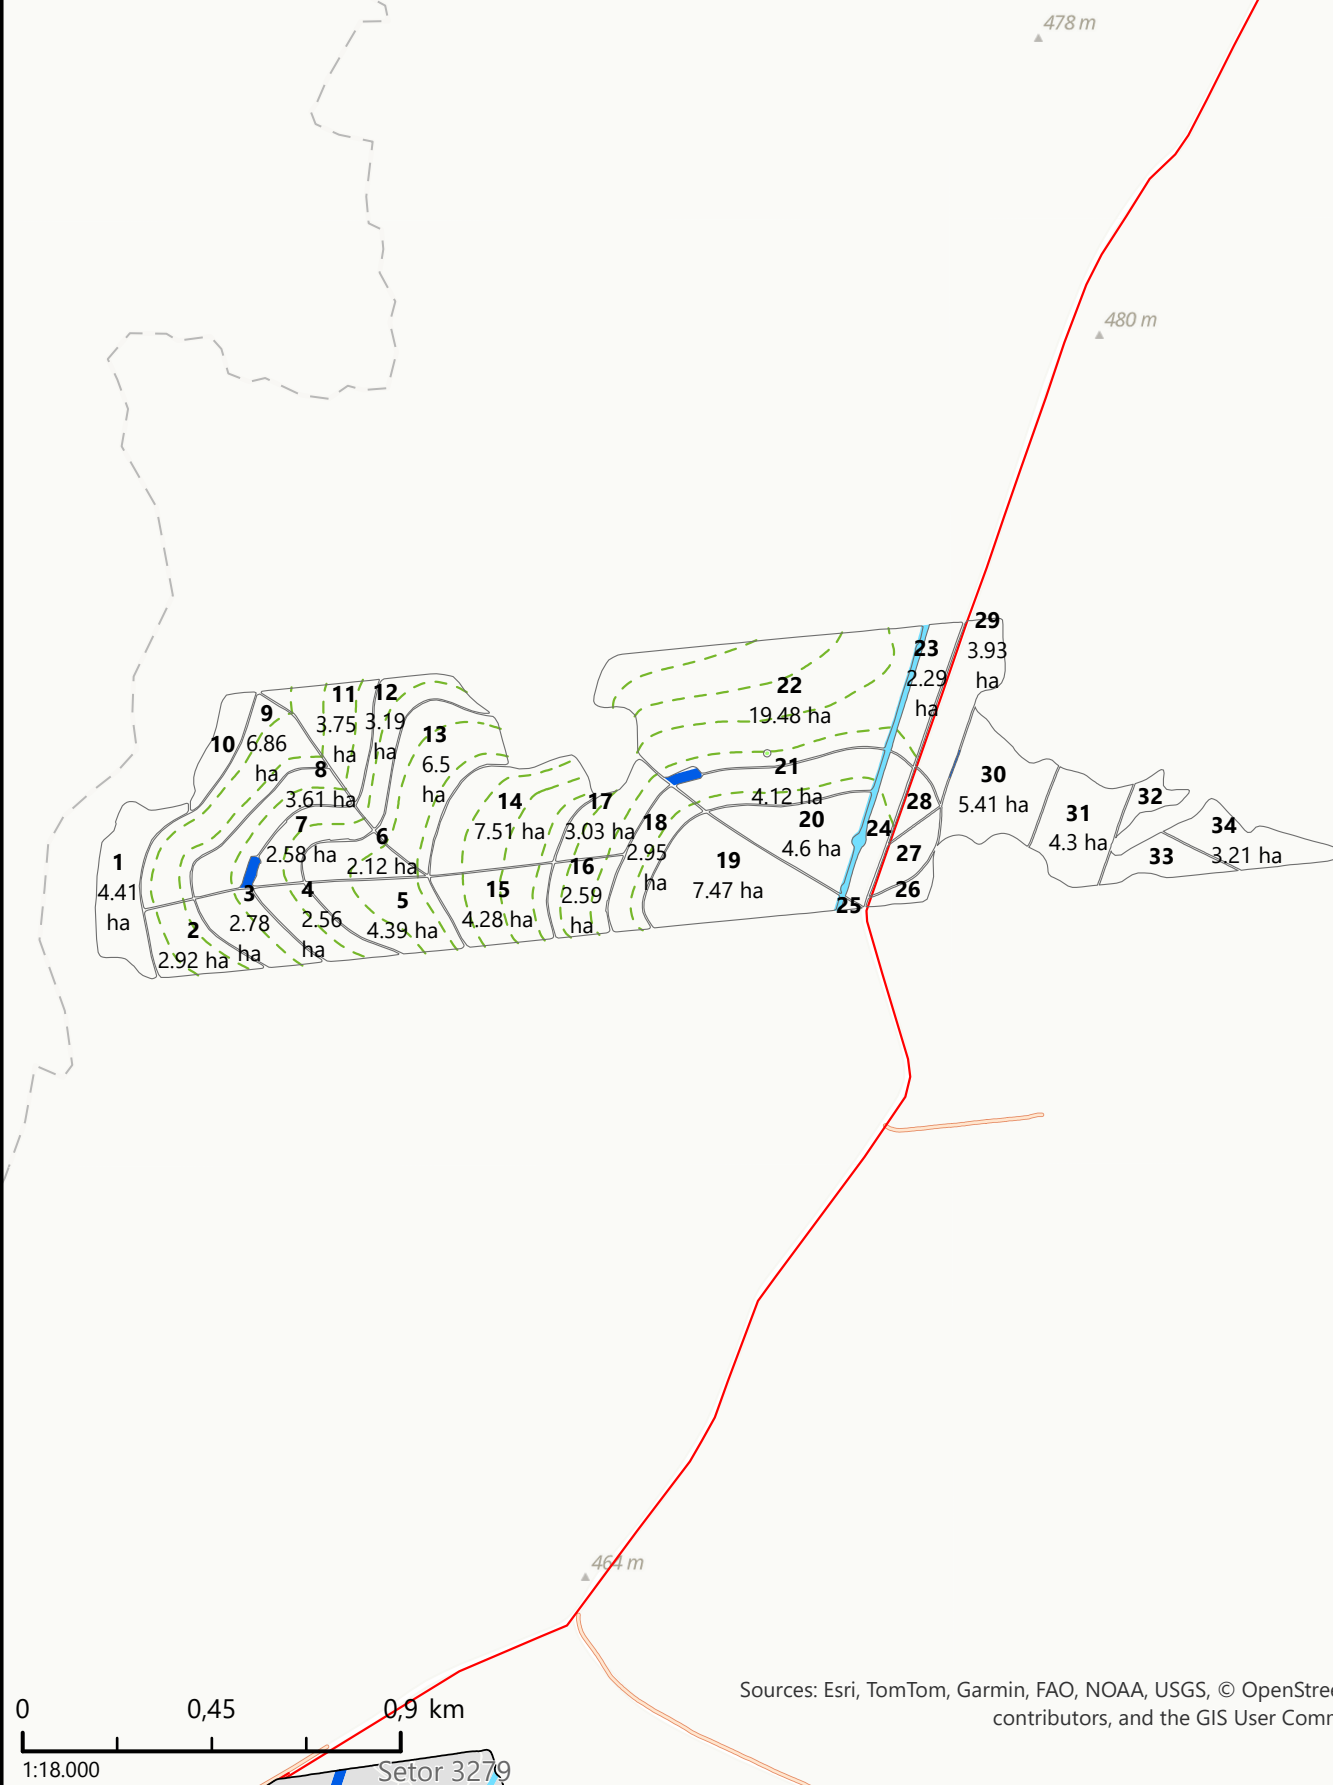 478 m
480 m
29
3.93
ha
23
2.29
ha
22
19.48 ha
11
3.75
ha
12
3.19
ha
9
6.86
ha
10
13
6.5
ha
8
3.61 ha
21
4.12 ha
30
5.41 ha
14
7.51 ha
17
3.03 ha
28
32
31
4.3 ha
7
2.58 ha
6
2.12 ha
18
2.95
ha
20
4.6 ha
24
34
3.21 ha
1
4.41
ha
16
2.59
ha
19
7.47 ha
27
33
3
2.78
ha
4
2.56
ha
5
4.39 ha
15
4.28 ha
26
25
2
2.92 ha
464 m
Sources: Esri, TomTom, Garmin, FAO, NOAA, USGS, © OpenStree
contributors, and the GIS User Comm
0 0,45 0,9 km
1:18.000
Setor 3279